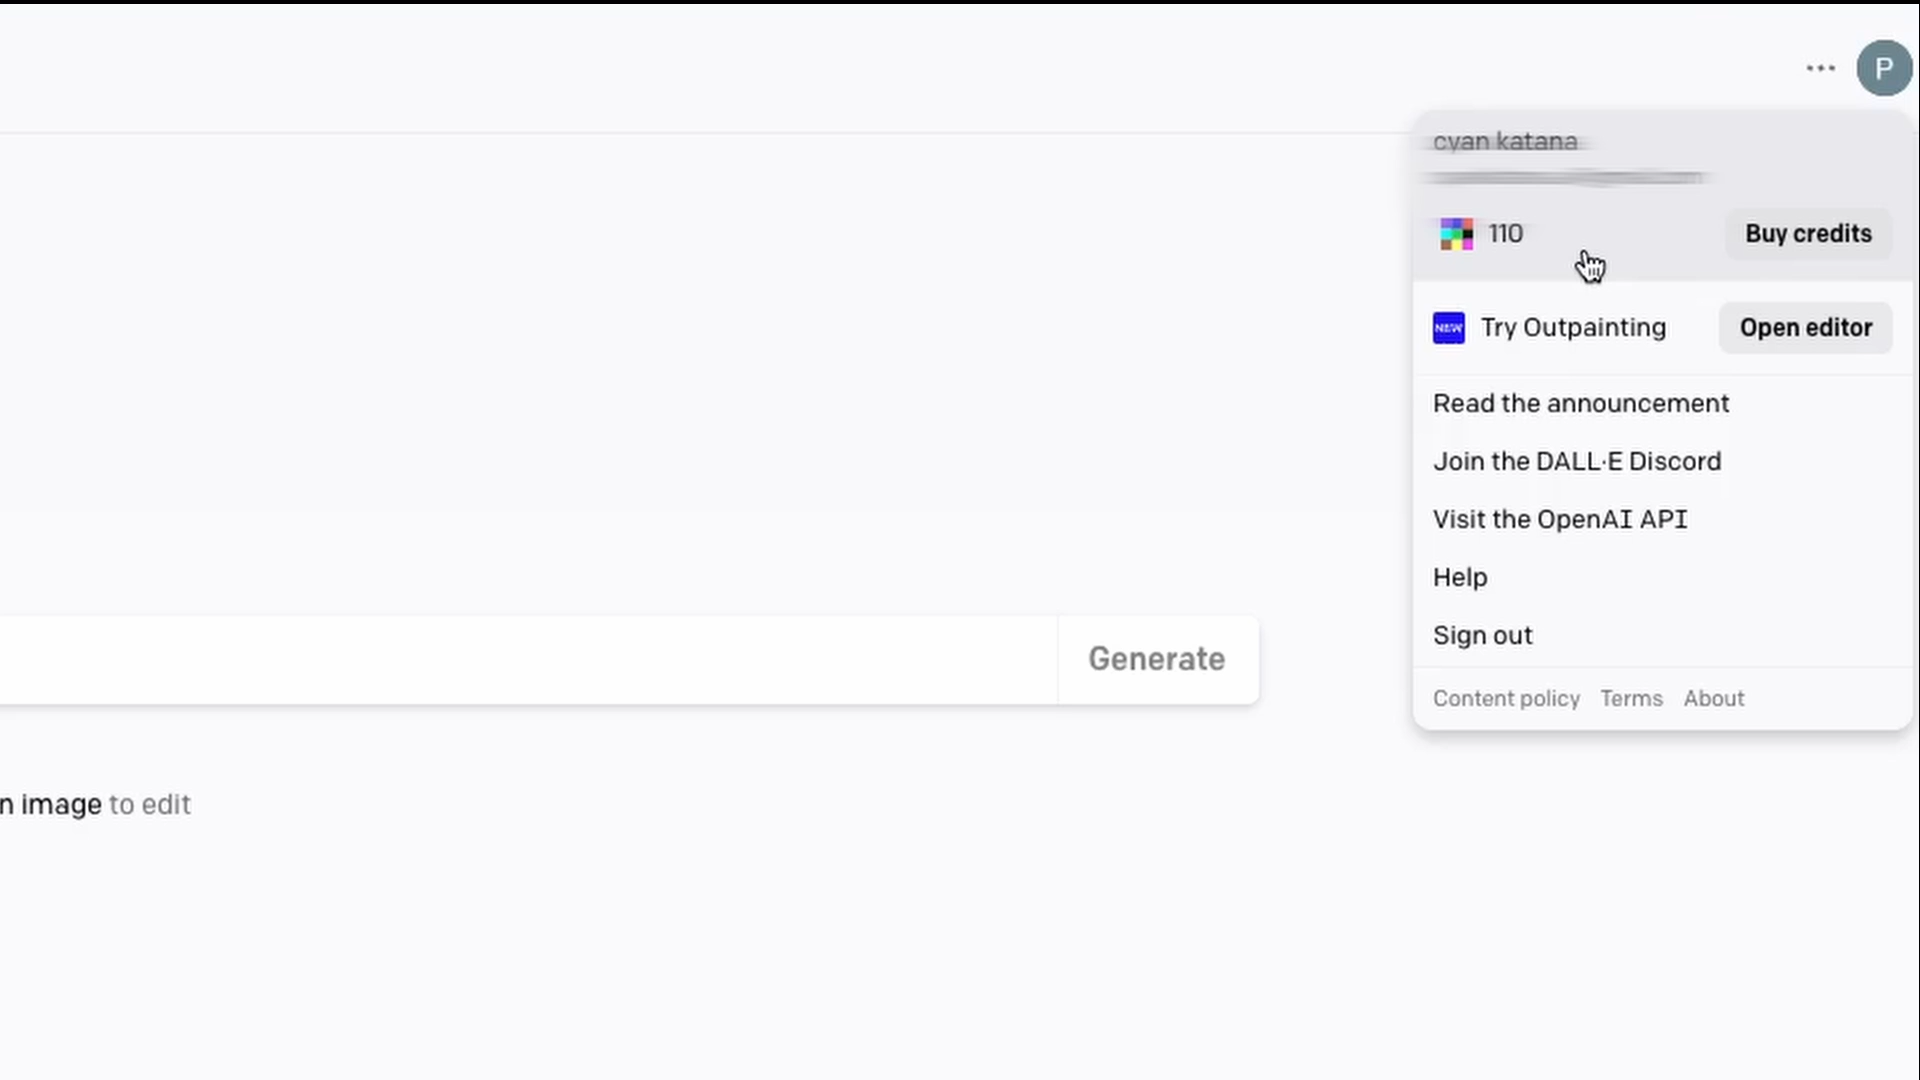 P
cyan katana
110
Buy credits
NEW
Try Outpainting
Open editor
Read the announcement
Join the DALL·E Discord
Visit the OpenAI API
Help
Sign out
Content policy Terms About
Generate
n image to edit